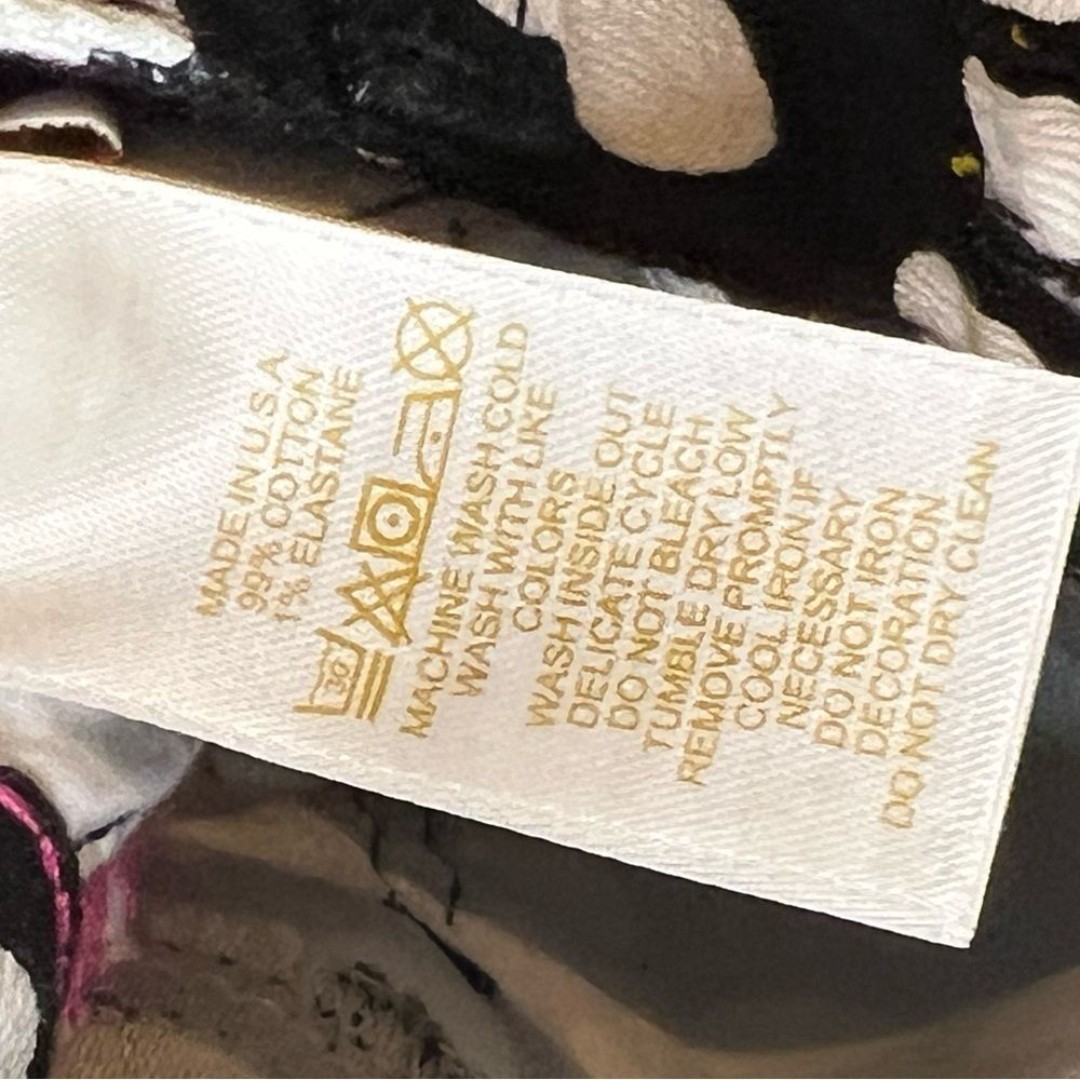 MADE IN U.S.A
99% COTTON
1% ELASTANE
30
MACHINE WASH COLD
WASH WITH LIKE
COLORS
WASH INSIDE OUT
DELICATE CYCLE
DO NOT BLEACH
TUMBLE DRY LOW
REMOVE PROMPTLY
COOL IRON IF
NECESSARY
DO NOT IRON
DECORATION
DO NOT DRY CLEAN